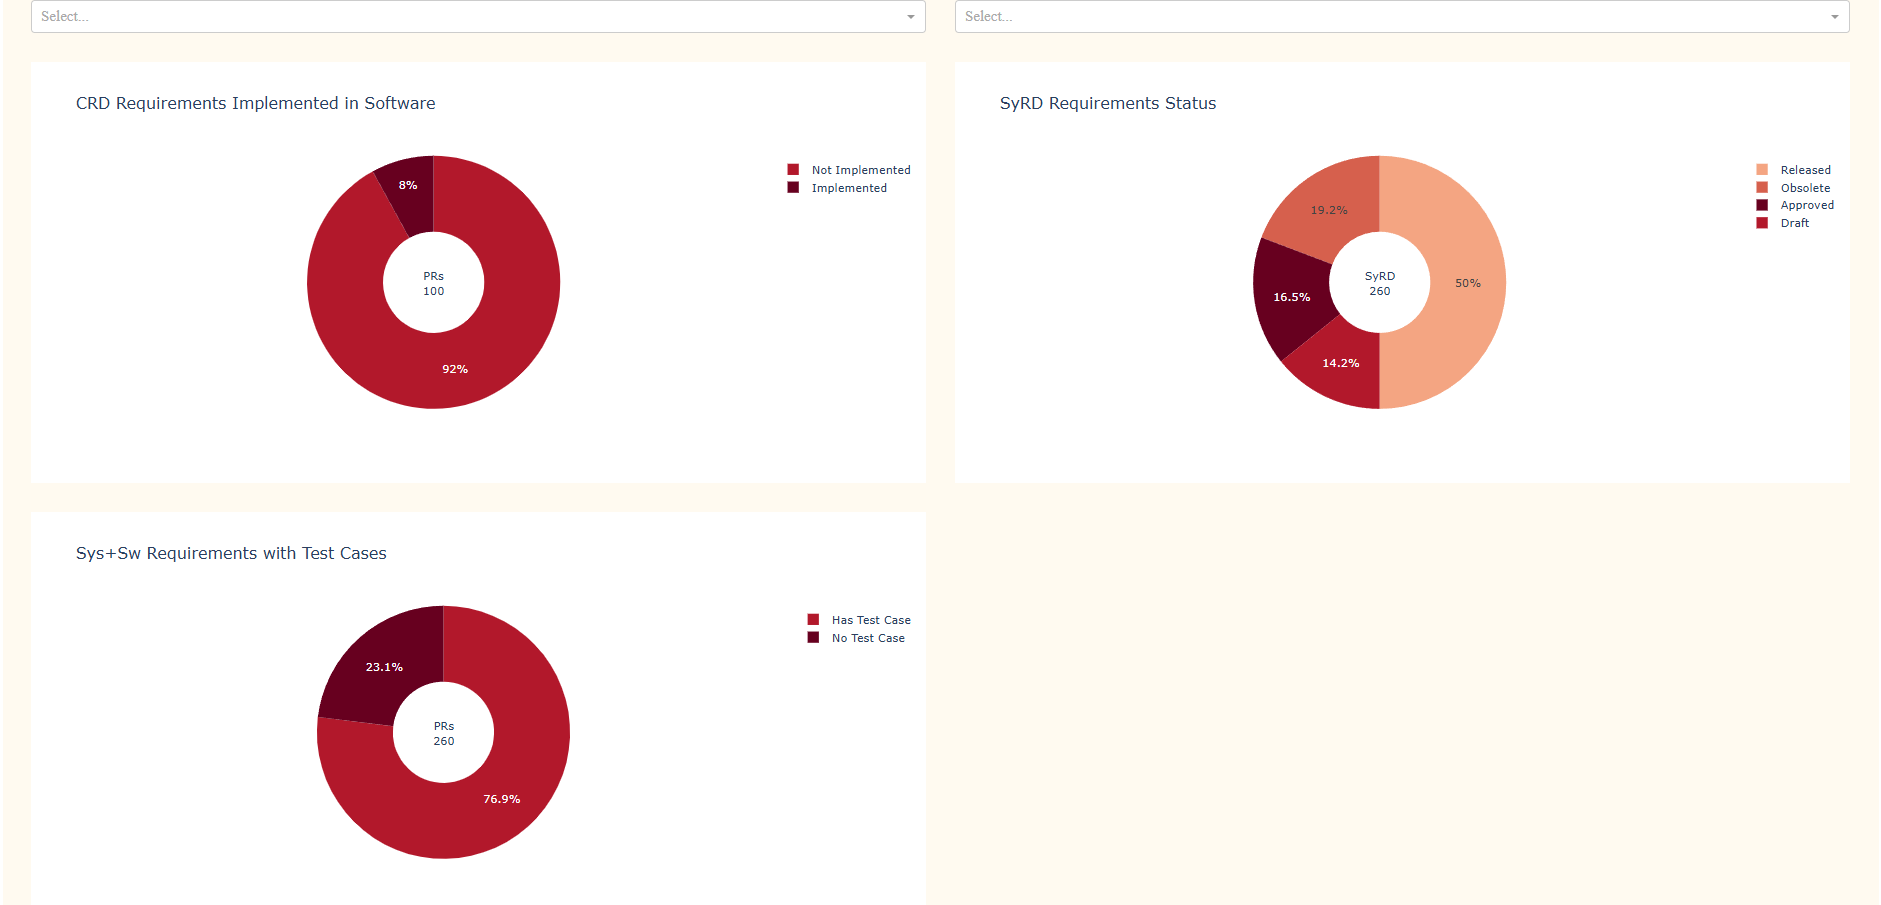 Select...
Select...
CRD Requirements Implemented in Software
Not Implemented
Implemented
8%
PRs
100
92%
SyRD Requirements Status
Released
Obsolete
Approved
Draft
19.2%
50%
16.5%
SyRD
260
14.2%
Sys+Sw Requirements with Test Cases
Has Test Case
No Test Case
23.1%
PRs
260
76.9%